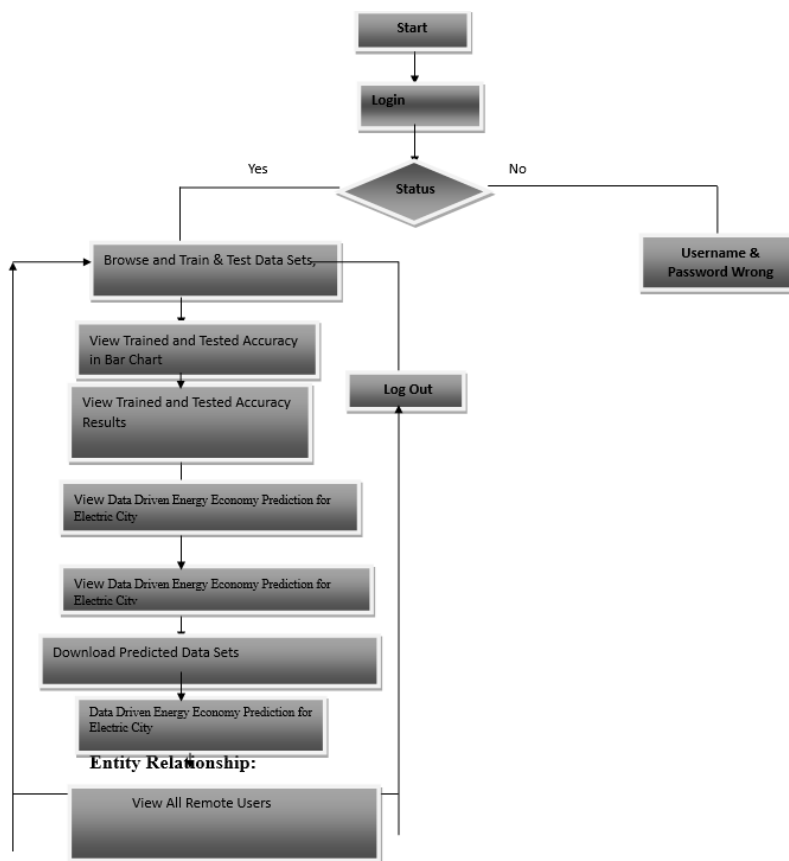 Start
Login
Yes
Status
No
Browse and Train & Test Data Sets,
Username &
Password Wrong
View Trained and Tested Accuracy
in Bar Chart
View Trained and Tested Accuracy
Results
Log Out
View Data Driven Energy Economy Prediction for
Electric City
View Data Driven Energy Economy Prediction for
Electric City
Download Predicted Data Sets
Data Driven Energy Economy Prediction for
Electric City
Entity Relationship:
View All Remote Users